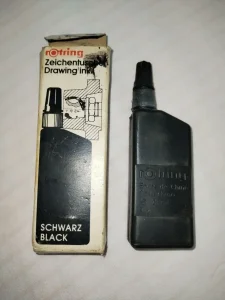 rotring
Zeichentusche
Drawing ink
SCHWARZ
BLACK
rotring